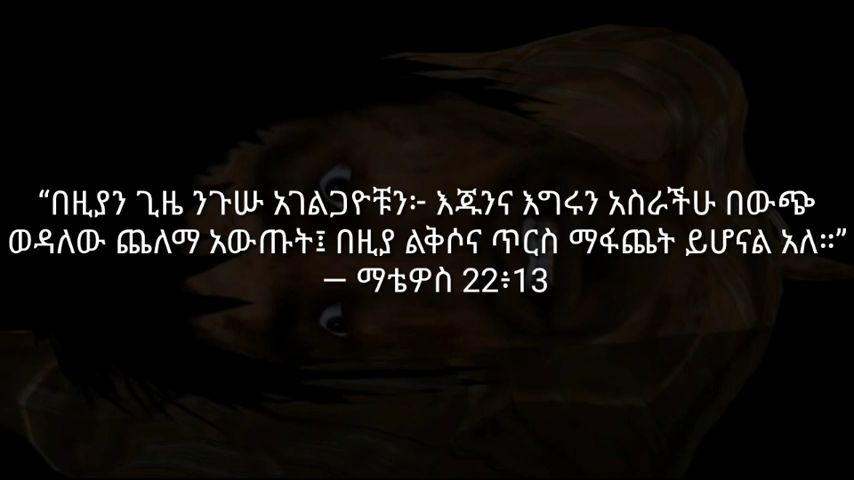 “በዚያን ጊዜ ንጉሡ አገልጋዮቹን፦ እጁንና እግሩን አስራችሁ በውጭ
ወዳለው ጨለማ አውጡት፤ በዚያ ልቅሶና ጥርስ ማፋጨት ይሆናል አለ።”
— ማቴዎስ 22፥13